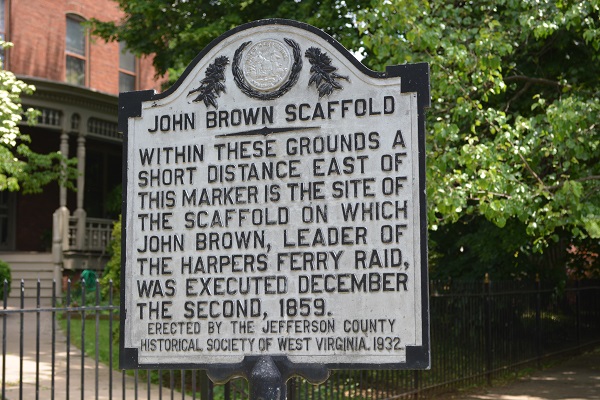 JOHN BROWN SCAFFOLD
WITHIN THESE GROUNDS A
SHORT DISTANCE EAST OF
THIS MARKER IS THE SITE OF
THE SCAFFOLD ON WHICH
JOHN BROWN, LEADER OF
THE HARPERS FERRY RAID,
WAS EXECUTED DECEMBER
THE SECOND, 1859.
ERECTED BY THE JEFFERSON COUNTY
HISTORICAL SOCIETY OF WEST VIRGINIA, 1932.